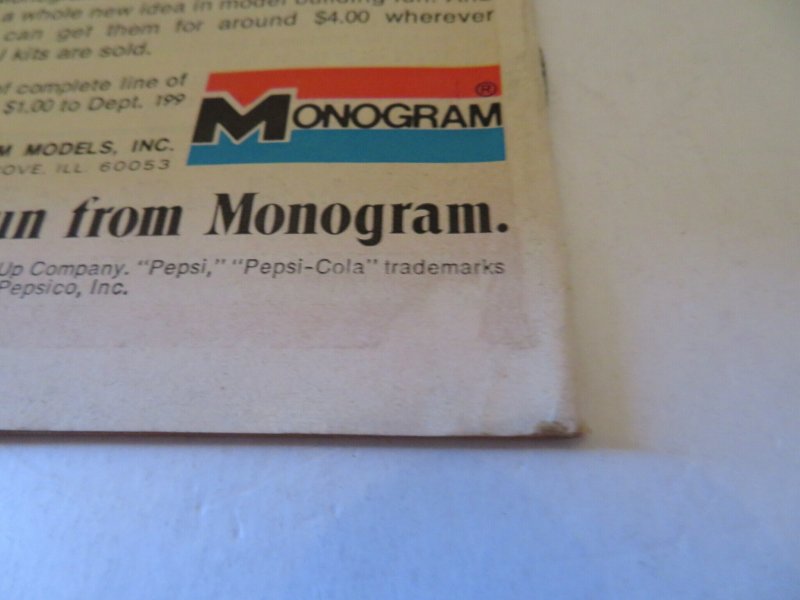 a whole new idea in model building fun. And
can get them for around $4.00 wherever
kits are sold.
of complete line of
$1.00 to Dept. 199
MONOGRAM®
M MODELS, INC.
OVE, ILL. 60053
un from Monogram.
Up Company. "Pepsi," "Pepsi-Cola" trademarks
Pepsico, Inc.